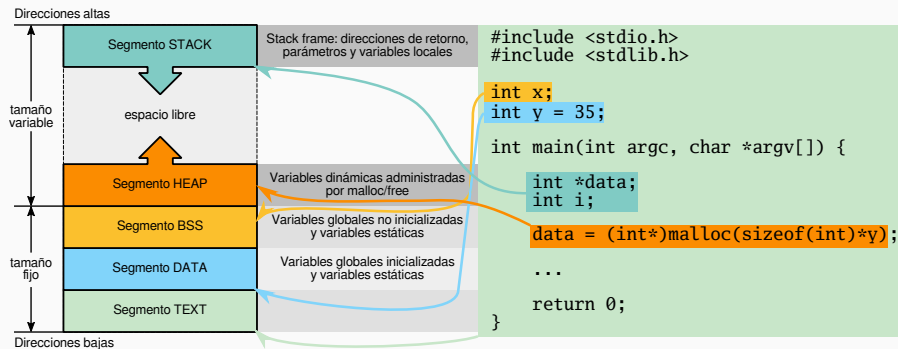 Direcciones altas
Segmento STACK
Stack frame: direcciones de retorno,
parámetros y variables locales
tamaño
variable
espacio libre
Segmento HEAP
Variables dinámicas administradas
por malloc/free
Segmento BSS
Variables globales no inicializadas
y variables estáticas
tamaño
fijo
Segmento DATA
Variables globales inicializadas
y variables estáticas
Segmento TEXT
Direcciones bajas
#include <stdio.h>
#include <stdlib.h>
int x;
int y = 35;
int main(int argc, char *argv[]) {
int *data;
int i;
data = (int*)malloc(sizeof(int)*y);
...
return 0;
}